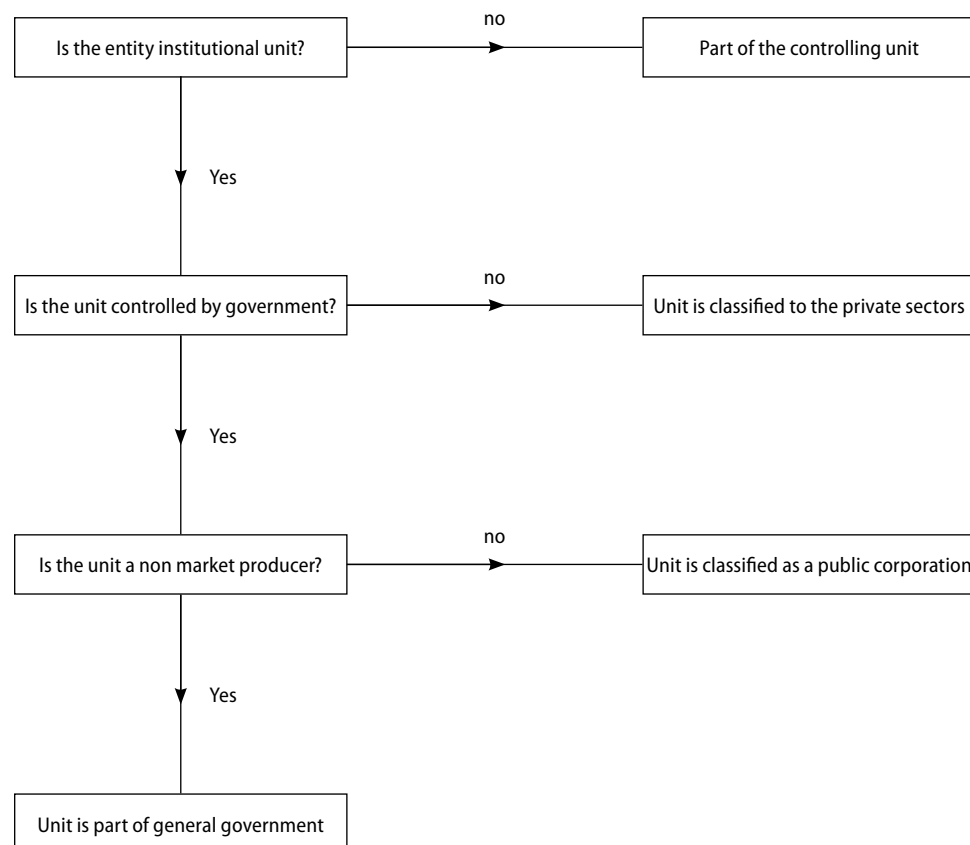 no
Is the entity institutional unit?
Part of the controlling unit
Yes
no
Is the unit controlled by government?
Unit is classified to the private sectors
Yes
no
Is the unit a non market producer?
Unit is classified as a public corporation
Yes
Unit is part of general government